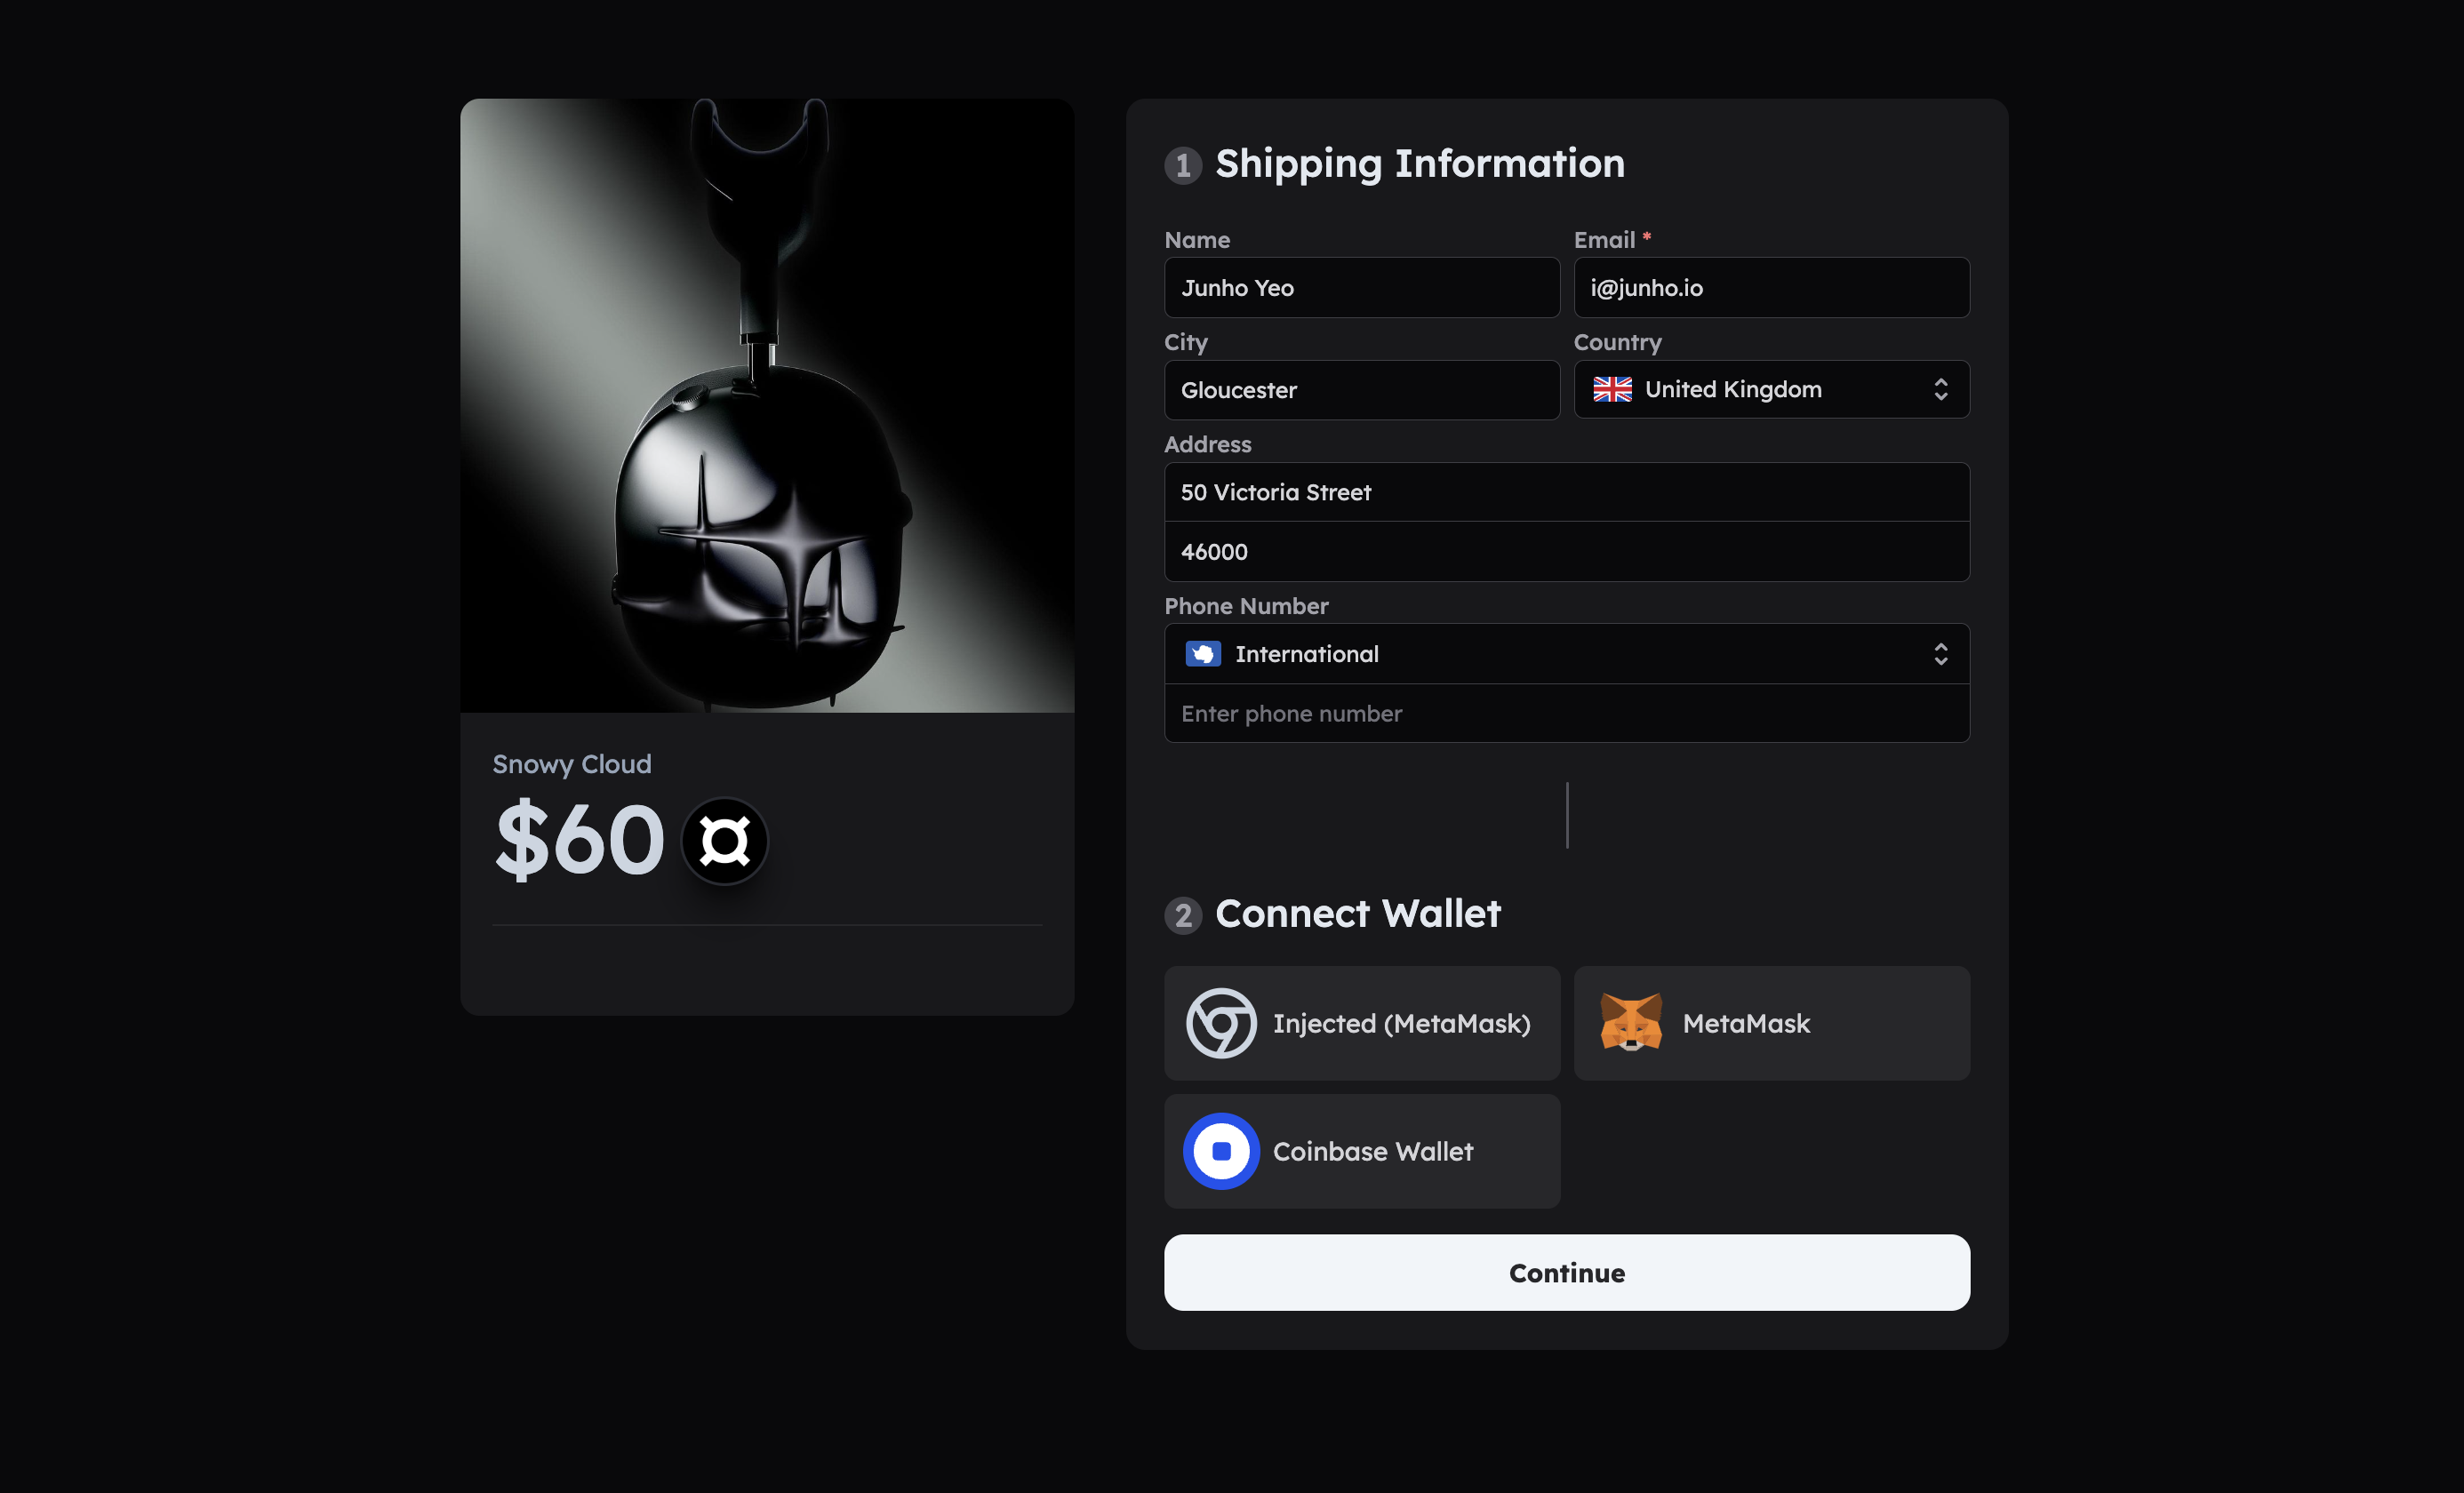 Snowy Cloud
$60
1 Shipping Information
Name
Email *
Junho Yeo
i@junho.io
City
Country
Gloucester
United Kingdom
Address
50 Victoria Street
46000
Phone Number
International
Enter phone number
2 Connect Wallet
Injected (MetaMask)
MetaMask
Coinbase Wallet
Continue